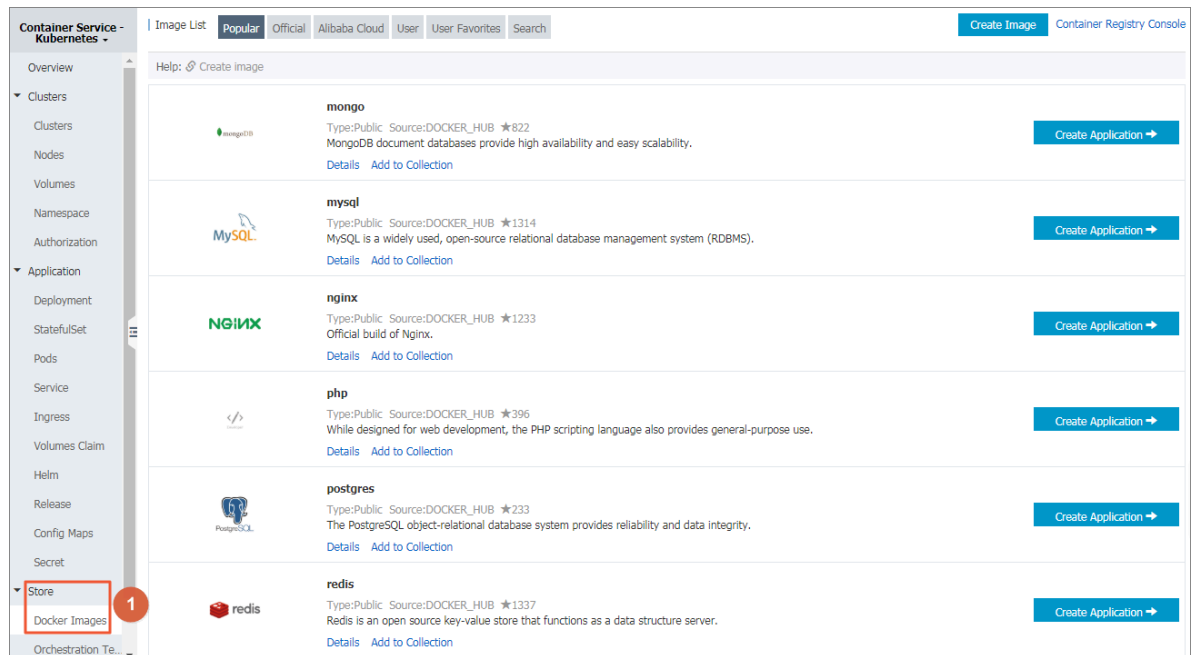 Container Service -
Kubernetes
Overview
Clusters
Clusters
Nodes
Volumes
Namespace
Authorization
Application
Deployment
StatefulSet
Pods
Service
Ingress
Volumes Claim
Helm
Release
Config Maps
Secret
Store
1
Docker Images
Orchestration Te...
Image List Popular Official Alibaba Cloud User User Favorites Search Create Image Container Registry Console
Help: Create image
mongoDB
mongo
Type:Public Source:DOCKER_HUB ★822
MongoDB document databases provide high availability and easy scalability.
Details Add to Collection
Create Application ➔
MySQL
mysql
Type:Public Source:DOCKER_HUB ★1314
MySQL is a widely used, open-source relational database management system (RDBMS).
Details Add to Collection
Create Application ➔
NGINX
nginx
Type:Public Source:DOCKER_HUB ★1233
Official build of Nginx.
Details Add to Collection
Create Application ➔
</>
php
Type:Public Source:DOCKER_HUB ★396
While designed for web development, the PHP scripting language also provides general-purpose use.
Details Add to Collection
Create Application ➔
PostgreSQL
postgres
Type:Public Source:DOCKER_HUB ★233
The PostgreSQL object-relational database system provides reliability and data integrity.
Details Add to Collection
Create Application ➔
redis
redis
Type:Public Source:DOCKER_HUB ★1337
Redis is an open source key-value store that functions as a data structure server.
Details Add to Collection
Create Application ➔